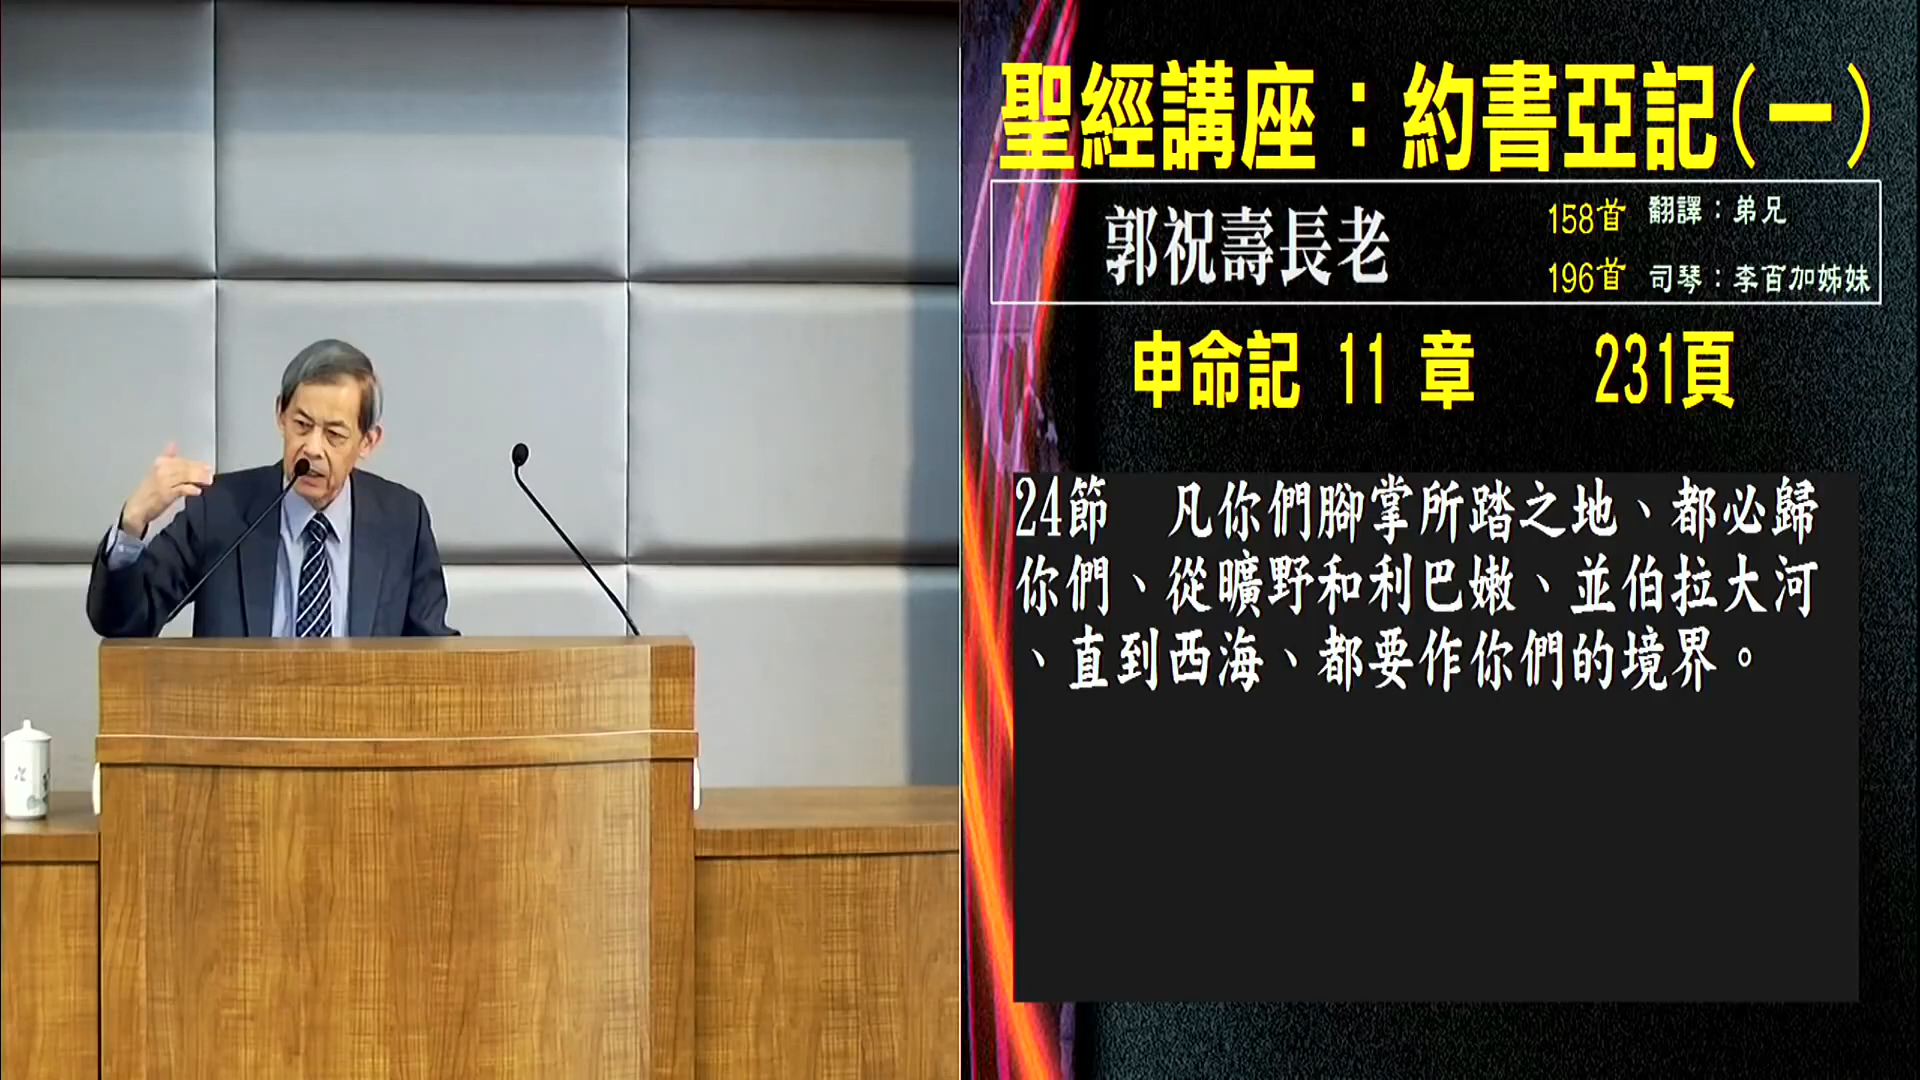 聖經講座：約書亞記(一)
郭祝壽長老
158首 翻譯：弟兄
196首 司琴：李百加姊妹
申命記 11 章 231頁
24節 凡你們腳掌所踏之地、都必歸
你們、從曠野和利巴嫩、並伯拉大河
、直到西海、都要作你們的境界。